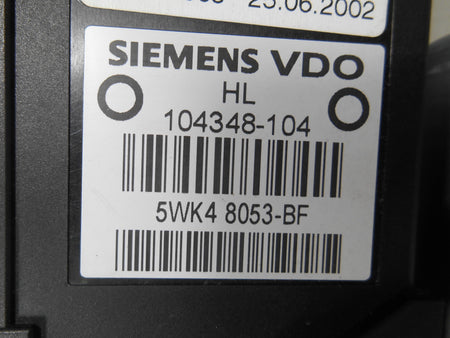 23.06.2002
SIEMENS VDO
HL
104348-104
5WK4 8053-BF